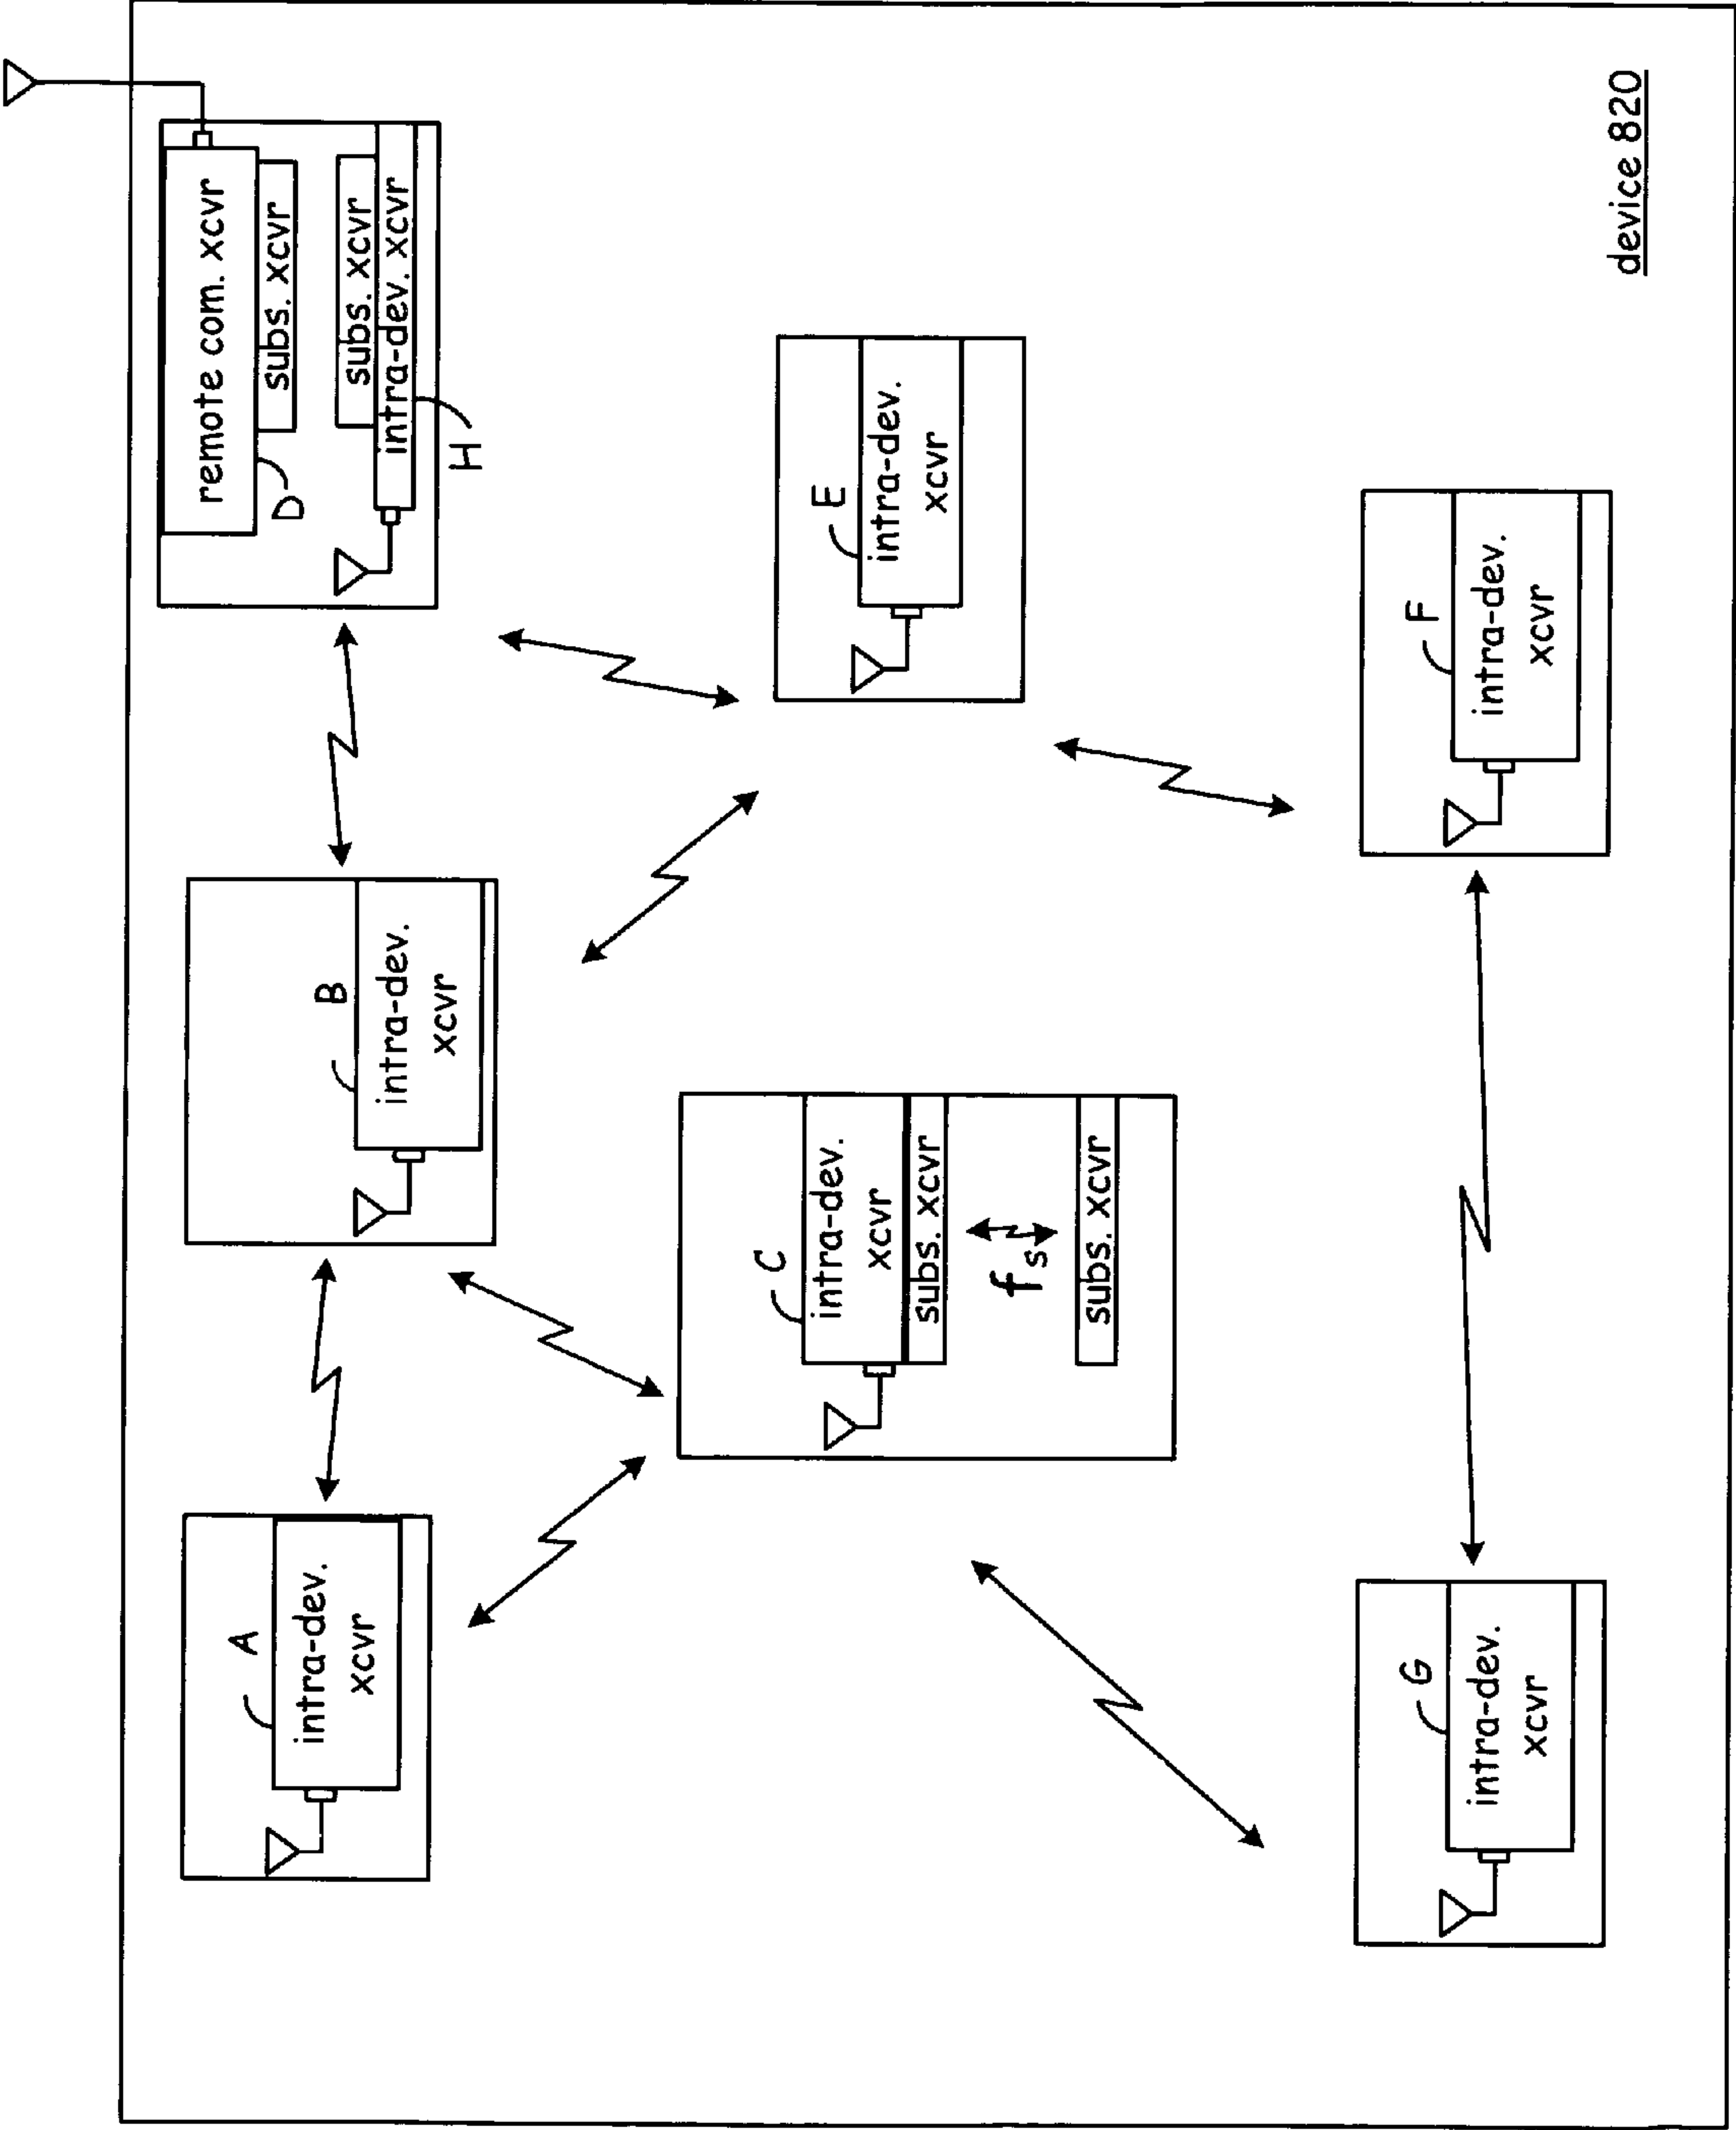 A
intra-dev.
xcvr
B
intra-dev.
xcvr
remote com. xcvr
D
subs. xcvr
subs. xcvr
intra-dev. xcvr
H
C
intra-dev.
xcvr
subs. xcvr
fs
subs. xcvr
E
intra-dev.
xcvr
G
intra-dev.
xcvr
F
intra-dev.
xcvr
device 820